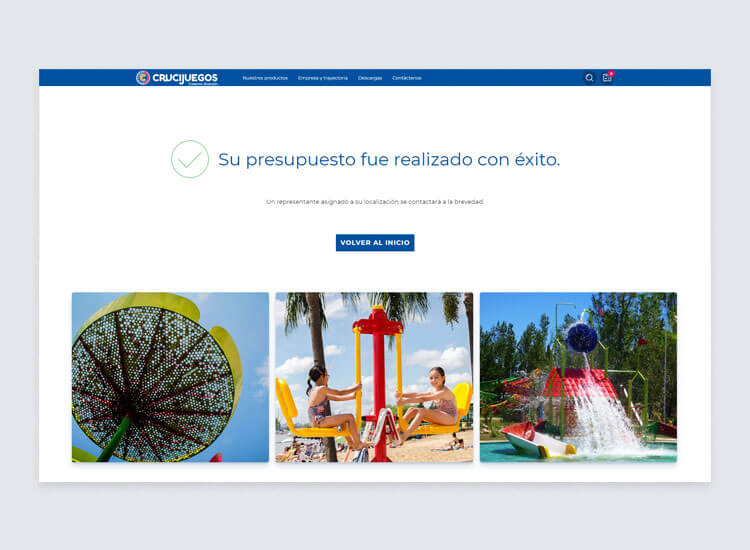 CRUCIJUEGOS
Nuestros productos Empresa y trayectoria Descargas Contáctenos
Su presupuesto fue realizado con éxito.
Un representante asignado a su localización se contactara a la brevedad.
VOLVER AL INICIO